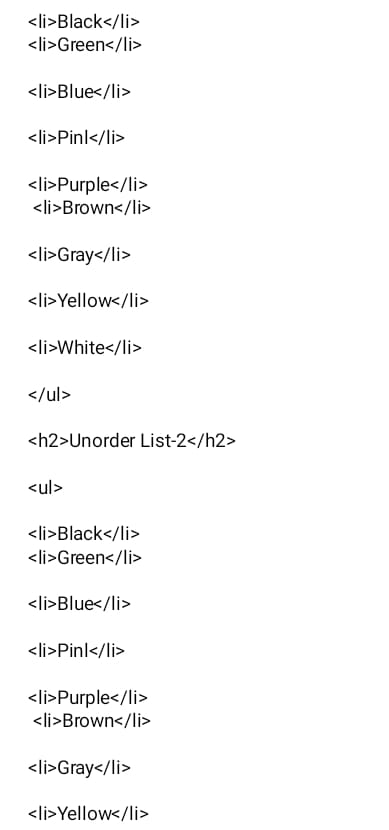 <li>Black</li>
<li>Green</li>
<li>Blue</li>
<li>Pinl</li>
<li>Purple</li>
<li>Brown</li>
<li>Gray</li>
<li>Yellow</li>
<li>White</li>
</ul>
<h2>Unorder List-2</h2>
<ul>
<li>Black</li>
<li>Green</li>
<li>Blue</li>
<li>Pinl</li>
<li>Purple</li>
<li>Brown</li>
<li>Gray</li>
<li>Yellow</li>